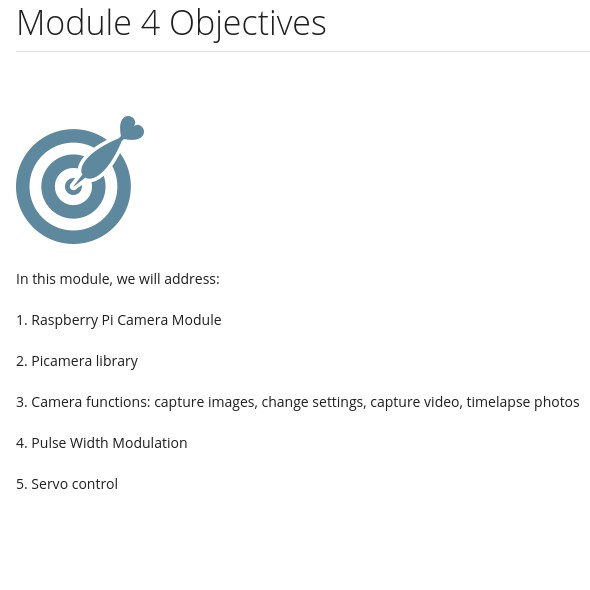 Module 4 Objectives
In this module, we will address:
1. Raspberry Pi Camera Module
2. Picamera library
3. Camera functions: capture images, change settings, capture video, timelapse photos
4. Pulse Width Modulation
5. Servo control